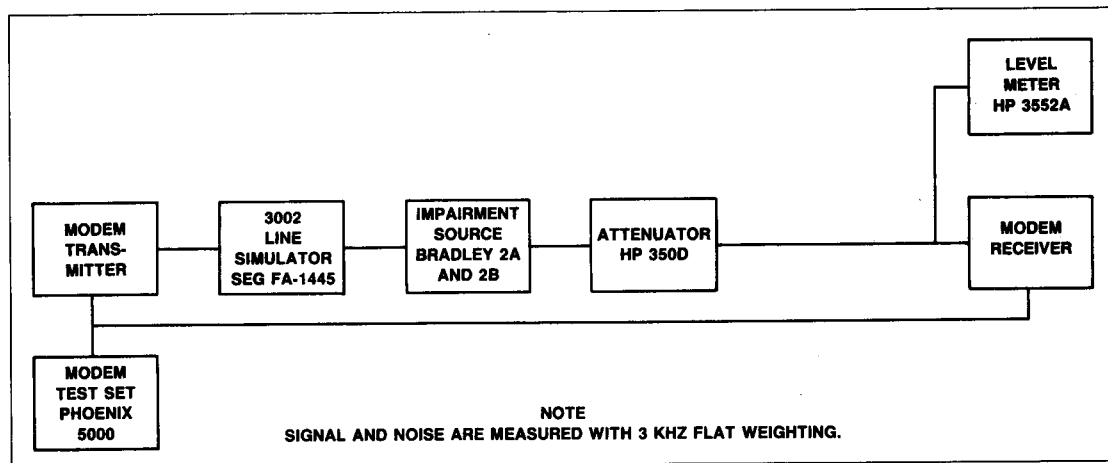 LEVEL
METER
HP 3552A
MODEM
TRANS-
MITTER
3002
LINE
SIMULATOR
SEG FA-1445
IMPAIRMENT
SOURCE
BRADLEY 2A
AND 2B
ATTENUATOR
HP 350D
MODEM
RECEIVER
MODEM
TEST SET
PHOENIX
5000
NOTE
SIGNAL AND NOISE ARE MEASURED WITH 3 KHZ FLAT WEIGHTING.